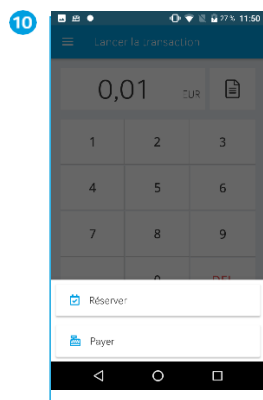 10
27 % 11:50
Lancer la transaction
0,01 EUR
1 2 3
4 5 6
7 8 9
0 DEL
Réserver
Payer